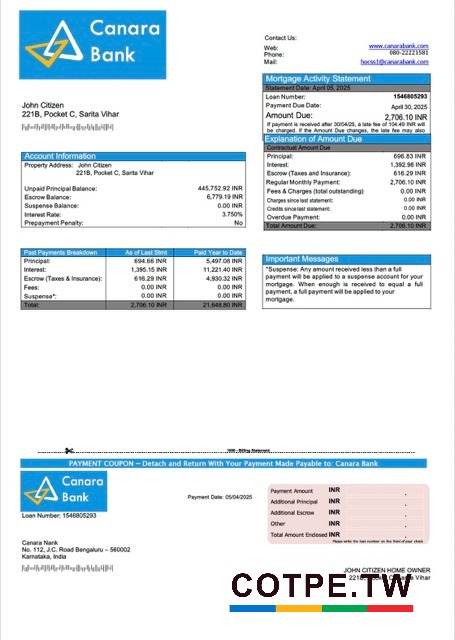 Canara
Bank
Contact Us:
Web: www.canarabank.com
Phone: 080-22221581
Mail: hocss1@canarabank.com
Mortgage Activity Statement
Statement Date: April 05, 2025
Loan Number: 1546805293
Payment Due Date: April 30, 2025
Amount Due: 2,706.10 INR
If payment is received after 30/04/25, a late fee of 104.49 INR will
be charged. If the Amount Due changes, the late fee may also
John Citizen
221B, Pocket C, Sarita Vihar
Explanation of Amount Due
Contractual Amount Due
Principal: 696.83 INR
Interest: 1,392.98 INR
Escrow (Taxes and Insurance): 616.29 INR
Regular Monthly Payment: 2,706.10 INR
Fees & Charges (total outstanding) 0.00 INR
Charges since last statement: 0.00 INR
Credits since last statement: 0.00 INR
Overdue Payment: 0.00 INR
Total Amount Due: 2,706.10 INR
Account Information
Property Address: John Citizen
221B, Pocket C, Sarita Vihar
Unpaid Principal Balance: 445,752.92 INR
Escrow Balance: 6,779.19 INR
Suspense Balance: 0.00 INR
Interest Rate: 3.750%
Prepayment Penalty: No
Past Payments Breakdown As of Last Stmt Paid Year to Date
Principal: 694.66 INR 5,497.08 INR
Interest: 1,395.15 INR 11,221.40 INR
Escrow (Taxes & Insurance): 616.29 INR 4,930.32 INR
Fees: 0.00 INR 0.00 INR
Suspense*: 0.00 INR 0.00 INR
Total: 2,706.10 INR 21,648.80 INR
Important Messages
*Suspense: Any amount received less than a full
payment will be applied to a suspense account for your
mortgage. When enough is received to equal a full
payment, a full payment will be applied to your
mortgage.
Billing Statement
PAYMENT COUPON – Detach and Return With Your Payment Made Payable to: Canara Bank
Canara
Bank
Loan Number: 1546805293
Payment Date: 05/04/2025
Payment Amount INR
Additional Principal INR
Additional Escrow INR
Other INR
Total Amount Enclosed INR
Please write the loan number on the front of your check.
Canara Nank
No. 112, J.C. Road Bengaluru – 560002
Karnataka, India
JOHN CITIZEN HOME OWNER
221B, Vihar
COTPE.TW